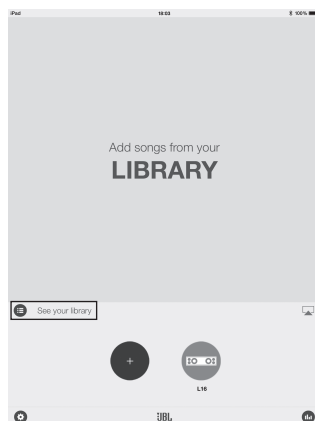 iPad 18:03 100%
Add songs from your
LIBRARY
See your library
L16
JBL